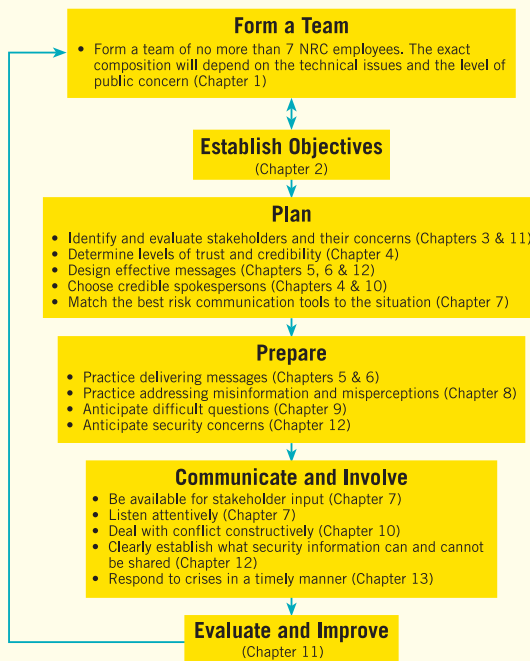 Form a Team
• Form a team of no more than 7 NRC employees. The exact
composition will depend on the technical issues and the level of
public concern (Chapter 1)
Establish Objectives
(Chapter 2)
Plan
• Identify and evaluate stakeholders and their concerns (Chapters 3 & 11)
• Determine levels of trust and credibility (Chapter 4)
• Design effective messages (Chapters 5, 6 & 12)
• Choose credible spokespersons (Chapters 4 & 10)
• Match the best risk communication tools to the situation (Chapter 7)
Prepare
• Practice delivering messages (Chapters 5 & 6)
• Practice addressing misinformation and misperceptions (Chapter 8)
• Anticipate difficult questions (Chapter 9)
• Anticipate security concerns (Chapter 12)
Communicate and Involve
• Be available for stakeholder input (Chapter 7)
• Listen attentively (Chapter 7)
• Deal with conflict constructively (Chapter 10)
• Clearly establish what security information can and cannot
be shared (Chapter 12)
• Respond to crises in a timely manner (Chapter 13)
Evaluate and Improve
(Chapter 11)